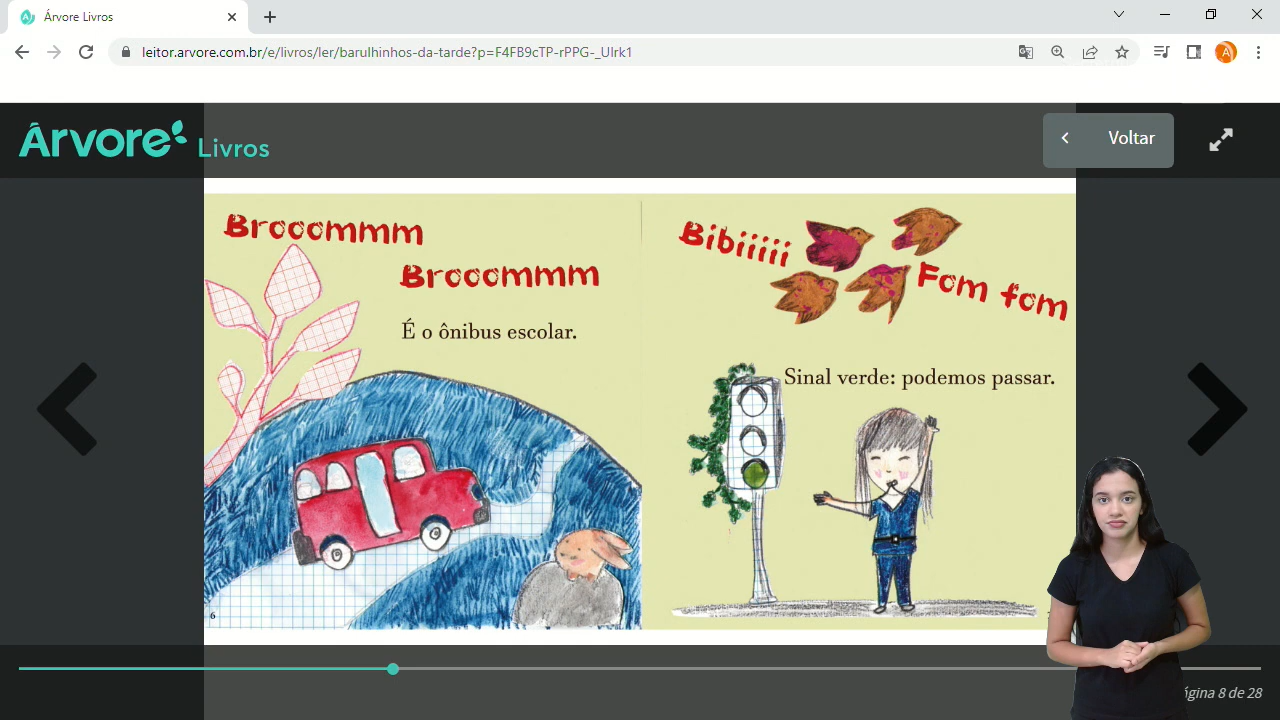 Árvore Livros
leitor.arvore.com.br/e/livros/ler/barulhinhos-da-tarde?p=F4FB9cTP-rPPG-_Ulrk1
A
Árvore Livros
Voltar
Brooommm
Brooommm
É o ônibus escolar.
6
Bibiiiii
Fom fom
Sinal verde: podemos passar.
ágina 8 de 28